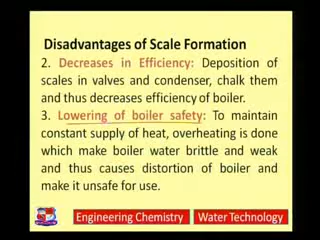 Disadvantages of Scale Formation
2. Decreases in Efficiency: Deposition of
scales in valves and condenser, chalk them
and thus decreases efficiency of boiler.
3. Lowering of boiler safety: To maintain
constant supply of heat, overheating is done
which make boiler water brittle and weak
and thus causes distortion of boiler and
make it unsafe for use.
Engineering Chemistry Water Technology